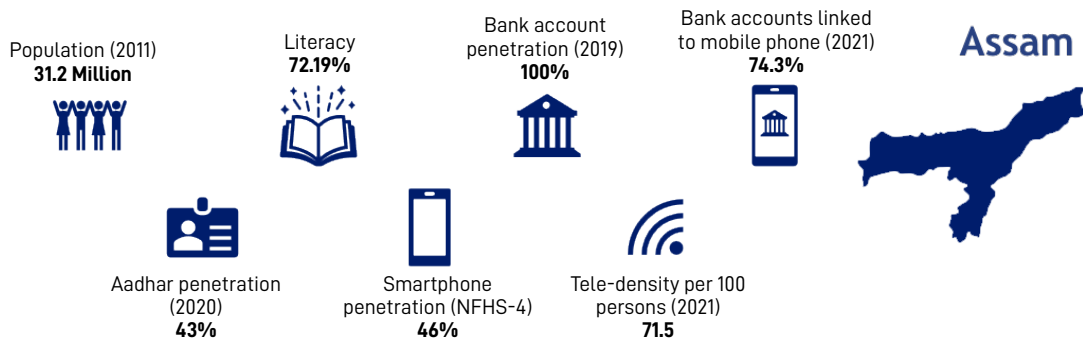 Population (2011)
31.2 Million
Literacy
72.19%
Bank account
penetration (2019)
100%
Bank accounts linked
to mobile phone (2021)
74.3%
Assam
Aadhar penetration
(2020)
43%
Smartphone
penetration (NFHS-4)
46%
Tele-density per 100
persons (2021)
71.5